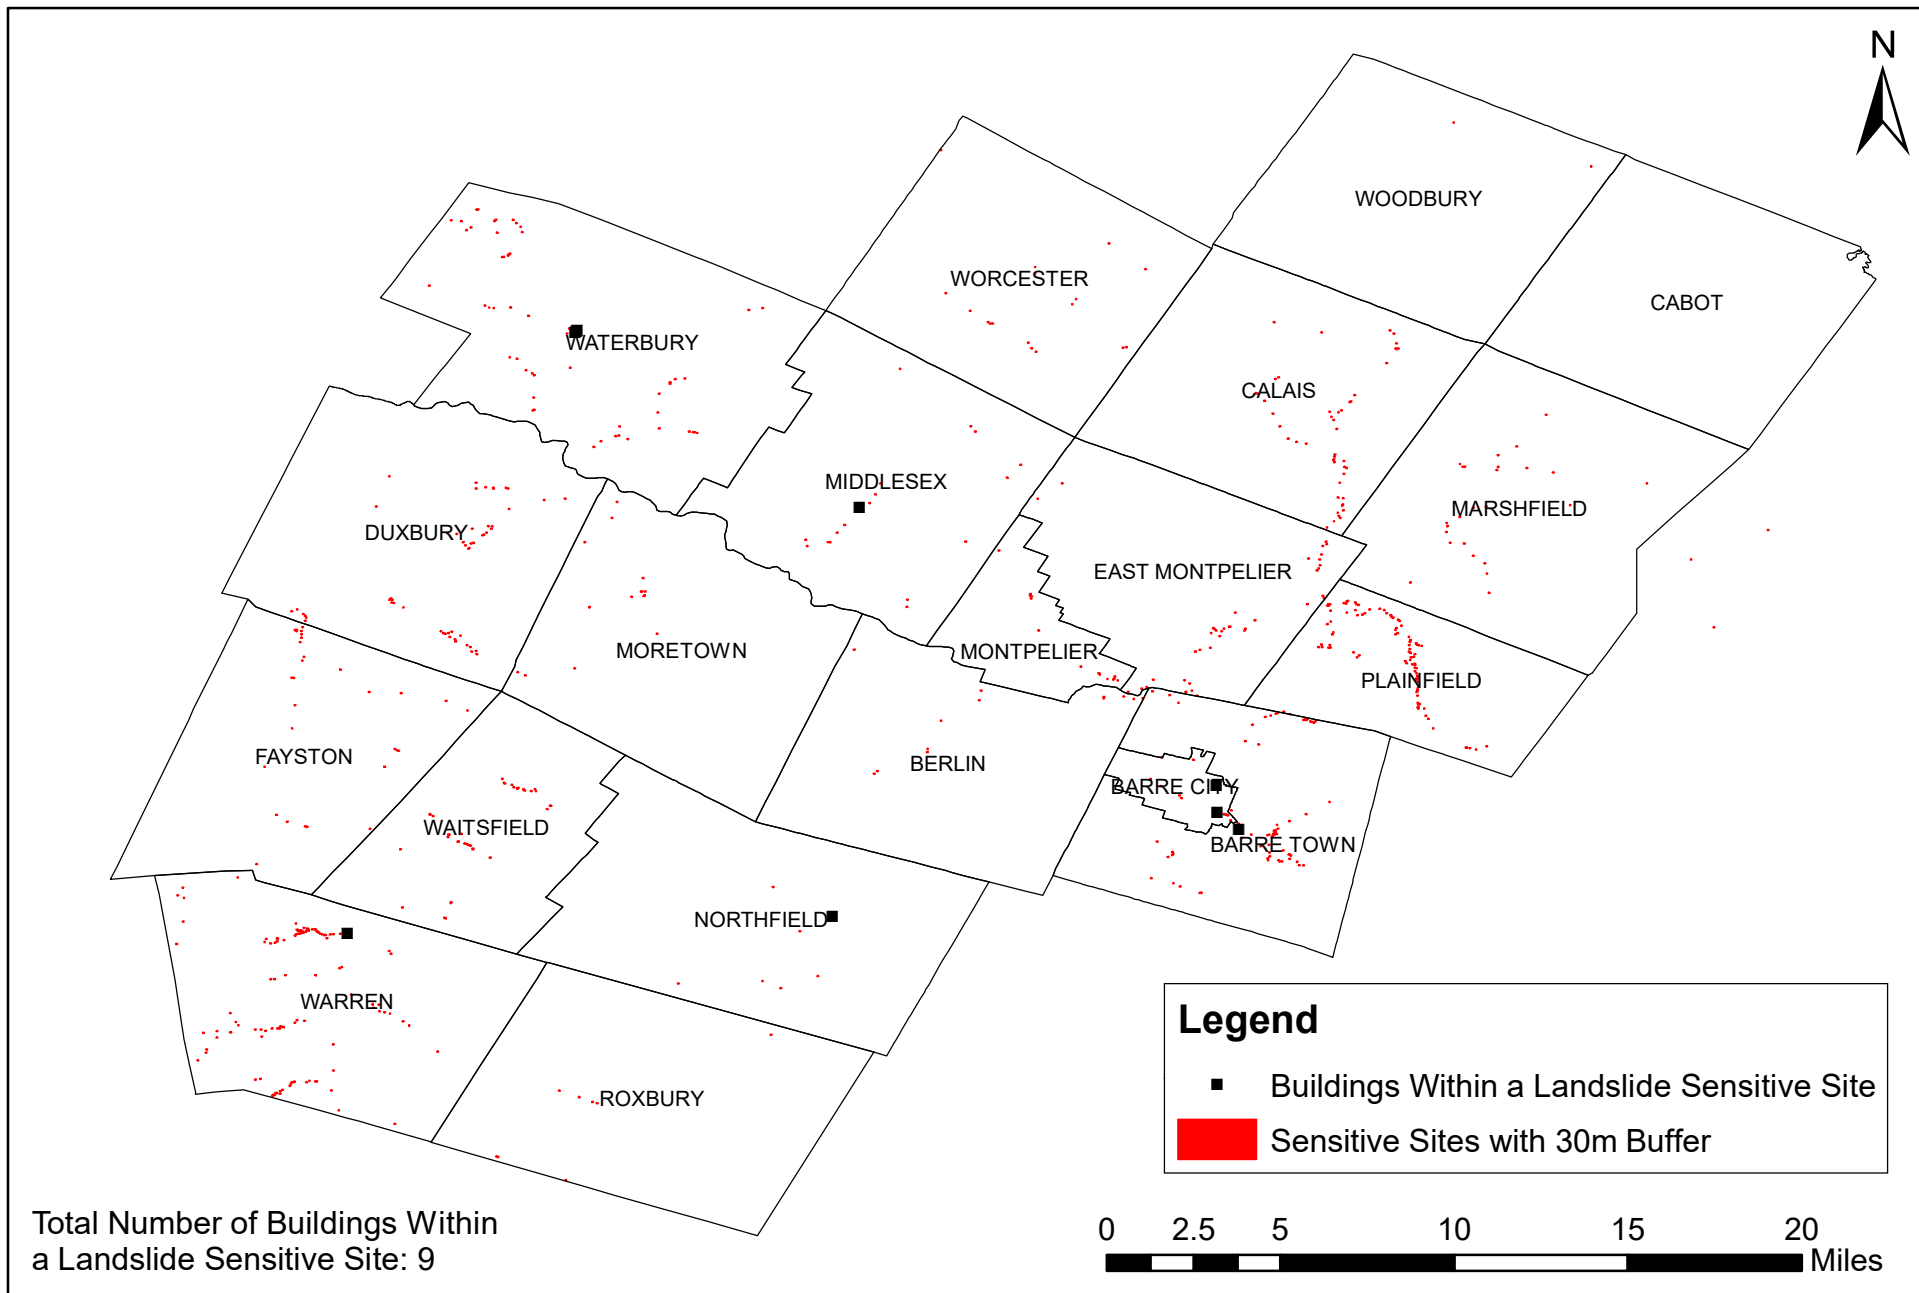 N
WOODBURY
WORCESTER
CABOT
WATERBURY
CALAIS
MIDDLESEX
MARSHFIELD
DUXBURY
EAST MONTPELIER
MORETOWN
MONTPELIER
PLAINFIELD
FAYSTON
BERLIN
BARRE CITY
WAITSFIELD
BARRE TOWN
NORTHFIELD
WARREN
ROXBURY
Legend
Buildings Within a Landslide Sensitive Site
Sensitive Sites with 30m Buffer
Total Number of Buildings Within
a Landslide Sensitive Site: 9
0 2.5 5 10 15 20
Miles